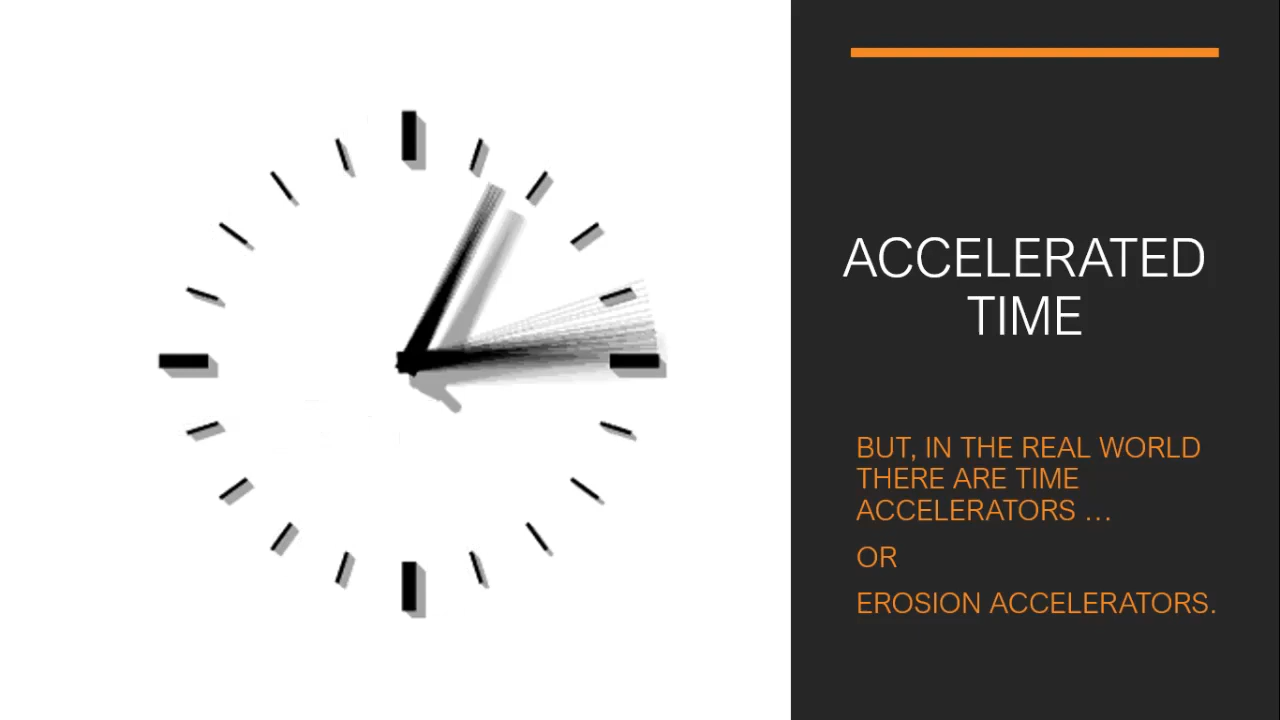 ACCELERATED
TIME
BUT, IN THE REAL WORLD
THERE ARE TIME
ACCELERATORS …
OR
EROSION ACCELERATORS.